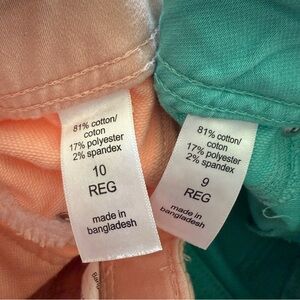 81% cotton/
coton
17% polyester
2% spandex
10
REG
made in
bangladesh
81% cotton/
coton
17% polyester
2% spandex
9
REG
made in
bangladesh